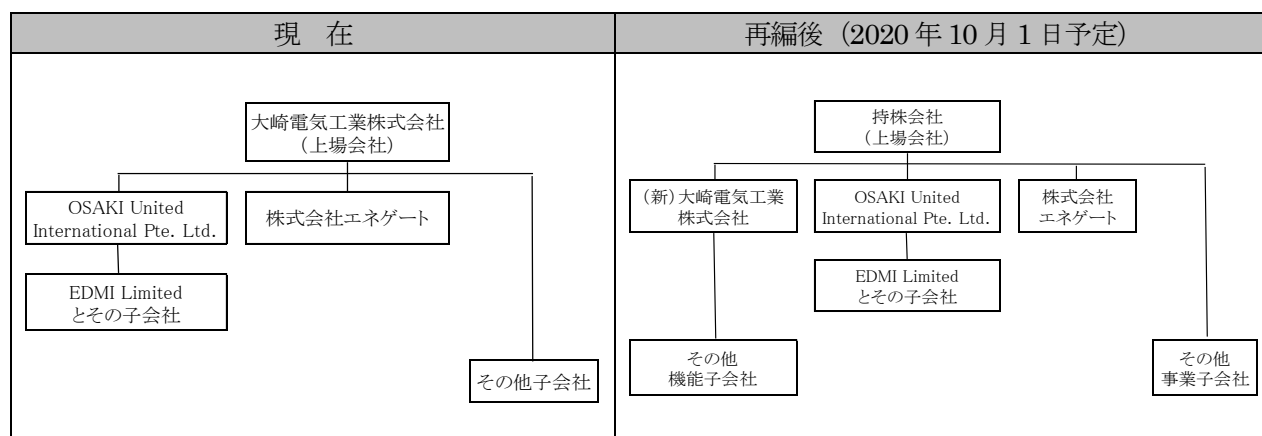 現 在
再編後 (2020 年 10 月 1 日予定)
大崎電気工業株式会社
(上場会社)
OSAKI United
International Pte. Ltd.
株式会社エネゲート
EDMI Limited
とその子会社
その他子会社
持株会社
(上場会社)
(新)大崎電気工業
株式会社
OSAKI United
International Pte. Ltd.
株式会社
エネゲート
EDMI Limited
とその子会社
その他
機能子会社
その他
事業子会社